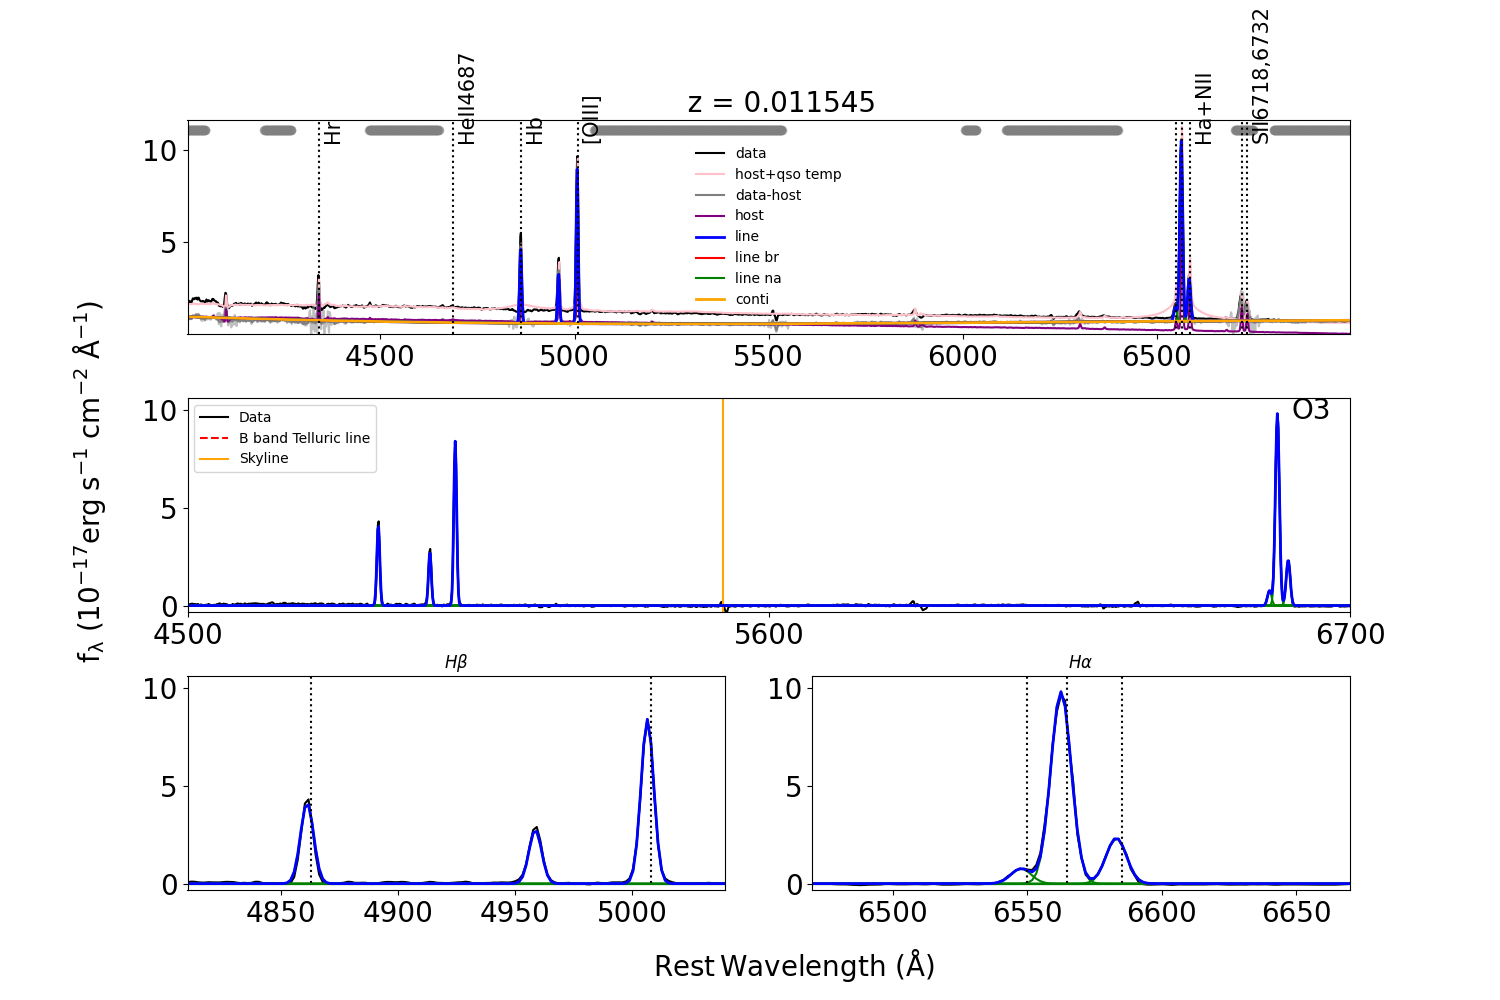 z = 0.011545
Hr
HeII4687
Hb
[OIII]
Ha+NII
SII6718,6732
10
5
data
host+qso temp
data-host
host
line
line br
line na
conti
4500 5000 5500 6000 6500
f_λ (10^−17 erg s^−1 cm^−2 Å^−1)
10
5
0
Data
B band Telluric line
Skyline
O3
4500 5600 6700
Hβ
10
5
0
4850 4900 4950 5000
Hα
10
5
0
6500 6550 6600 6650
Rest Wavelength (Å)